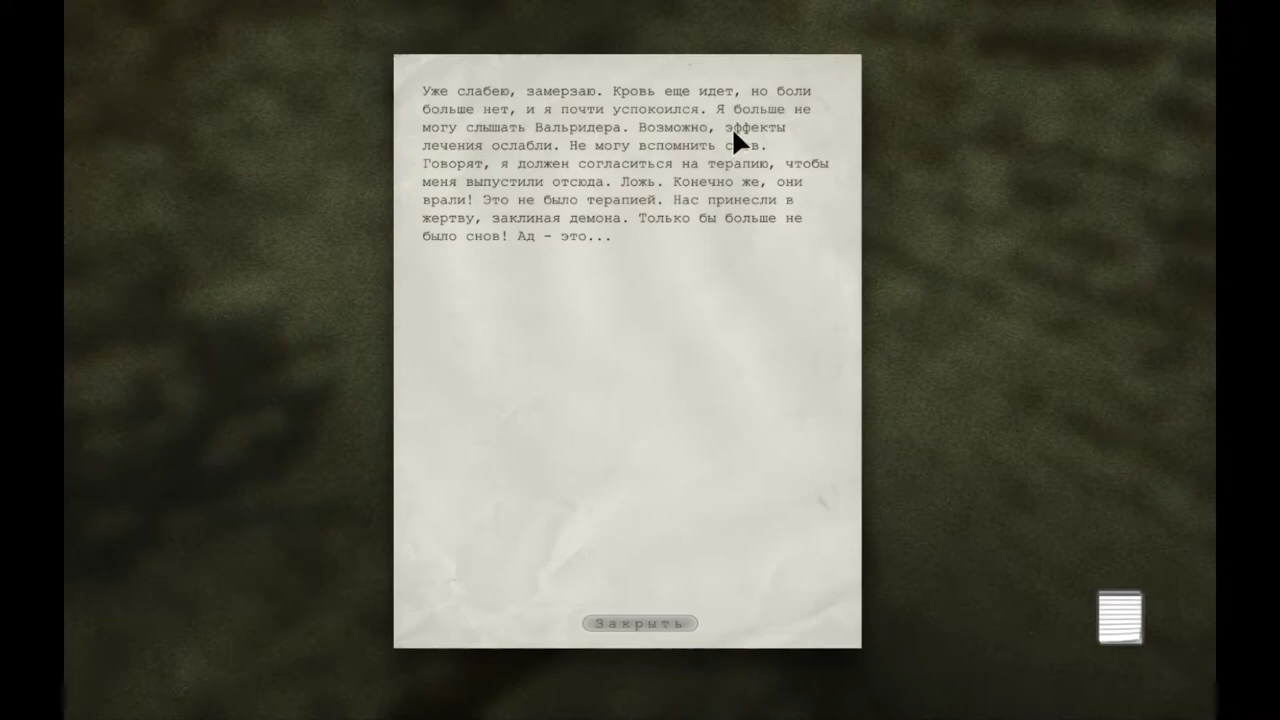 Уже слабею, замерзаю. Кровь еще идет, но боли
больше нет, и я почти успокоился. Я больше не
могу слышать Вальридера. Возможно, эффекты
лечения ослабли. Не могу вспомнить
Говорят, я должен согласиться на терапию, чтобы
меня выпустили отсюда. Ложь. Конечно же, они
врали! Это не было терапией. Нас принесли в
жертву, заклиная демона. Только бы больше не
было снов! Ад - это...
Закрыть